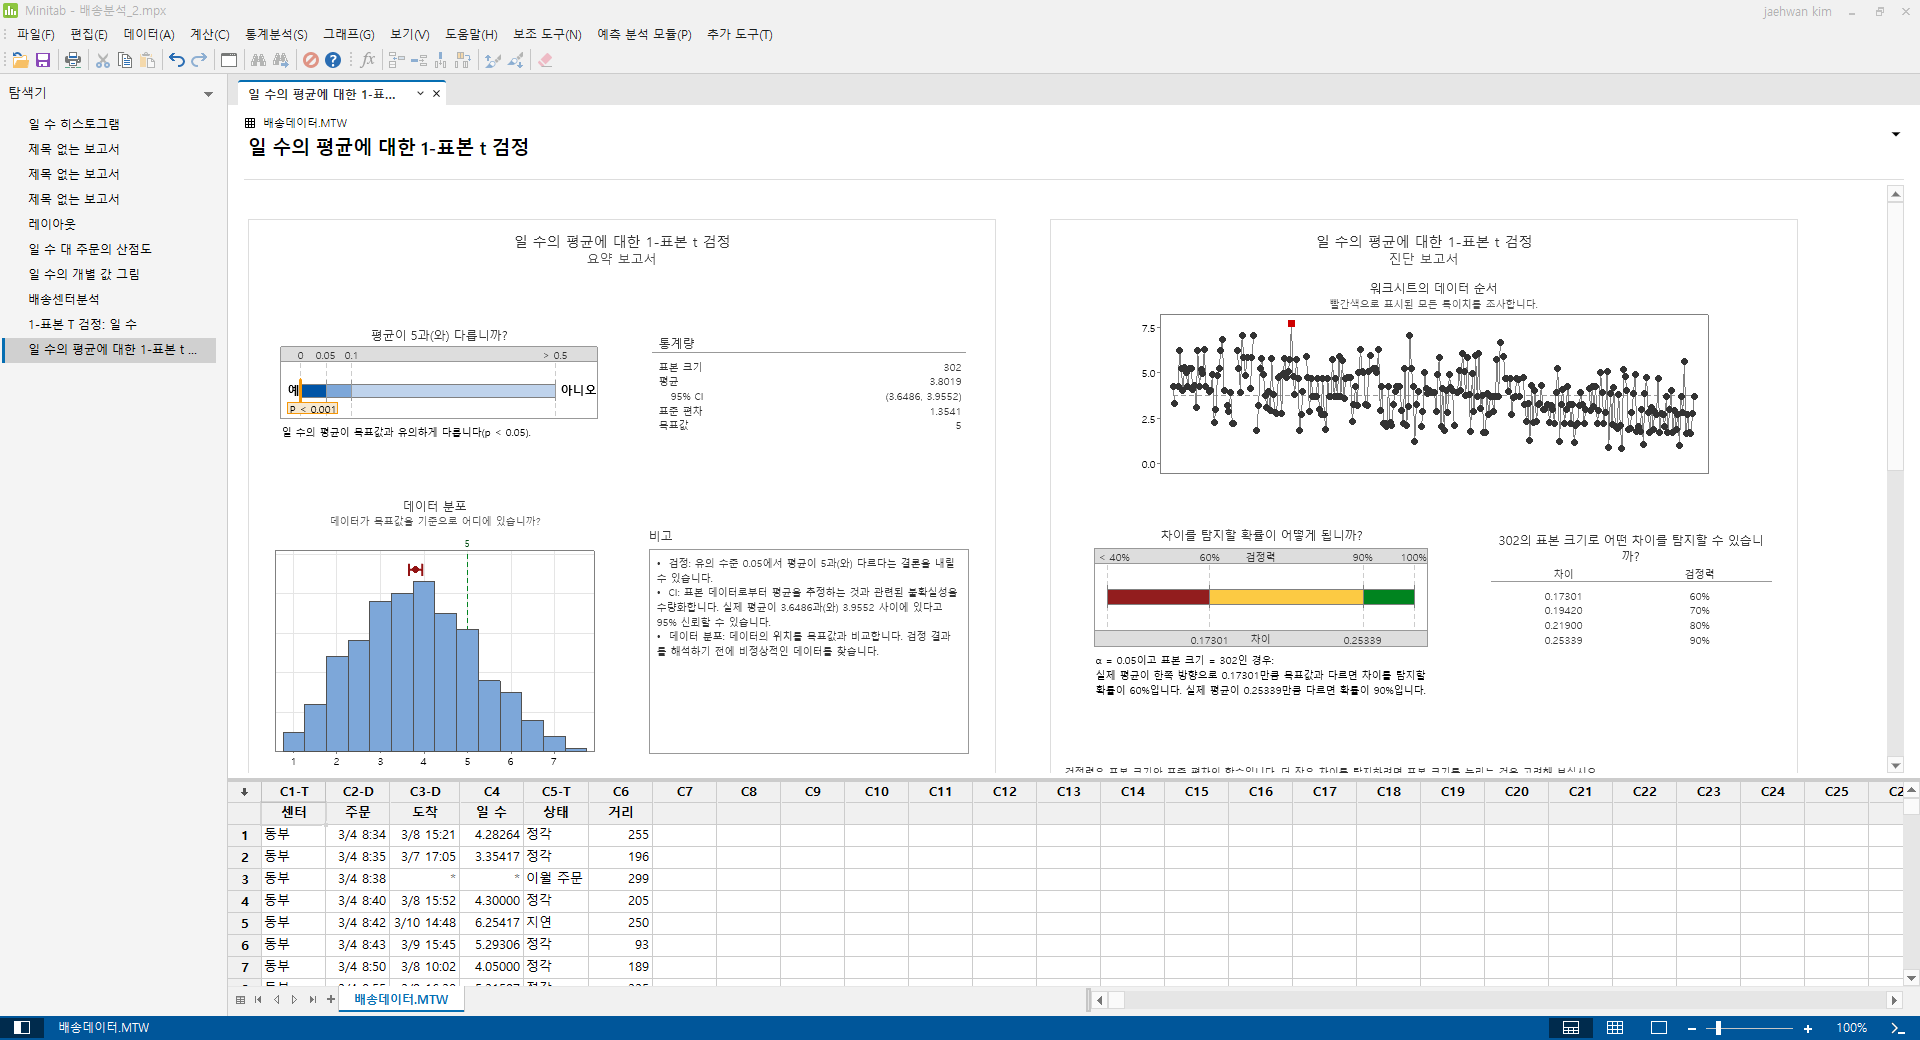 Minitab - 배송분석_2.mpx
jaehwan kim
파일(F) 편집(E) 데이터(A) 계산(C) 통계분석(S) 그래프(G) 보기(V) 도움말(H) 보조 도구(N) 예측 분석 모듈(P) 추가 도구(T)
탐색기
일 수 히스토그램
제목 없는 보고서
제목 없는 보고서
제목 없는 보고서
레이아웃
일 수 대 주문의 산점도
일 수의 개별 값 그림
배송센터분석
1-표본 T 검정: 일 수
일 수의 평균에 대한 1-표본 t ...
일 수의 평균에 대한 1-표...
배송데이터.MTW
일 수의 평균에 대한 1-표본 t 검정
일 수의 평균에 대한 1-표본 t 검정
요약 보고서
평균이 5과(와) 다릅니까?
0 0.05 0.1 > 0.5
예 아니오
P < 0.001
일 수의 평균이 목표값과 유의하게 다릅니다(p < 0.05).
통계량
표본 크기 302
평균 3.8019
95% CI (3.6486, 3.9552)
표준 편차 1.3541
목표값 5
데이터 분포
데이터가 목표값을 기준으로 어디에 있습니까?
5
1 2 3 4 5 6 7
비고
• 검정: 유의 수준 0.05에서 평균이 5과(와) 다르다는 결론을 내릴
수 있습니다.
• CI: 표본 데이터로부터 평균을 추정하는 것과 관련된 불확실성을
수량화합니다. 실제 평균이 3.6486과(와) 3.9552 사이에 있다고
95% 신뢰할 수 있습니다.
• 데이터 분포: 데이터의 위치를 목표값과 비교합니다. 검정 결과
를 해석하기 전에 비정상적인 데이터를 찾습니다.
일 수의 평균에 대한 1-표본 t 검정
진단 보고서
워크시트의 데이터 순서
빨간색으로 표시된 모든 특이치를 조사합니다.
7.5
5.0
2.5
0.0
차이를 탐지할 확률이 어떻게 됩니까?
< 40% 60% 검정력 90% 100%
0.17301 차이 0.25339
α = 0.05이고 표본 크기 = 302인 경우:
실제 평균이 한쪽 방향으로 0.17301만큼 목표값과 다르면 차이를 탐지할
확률이 60%입니다. 실제 평균이 0.25339만큼 다르면 확률이 90%입니다.
302의 표본 크기로 어떤 차이를 탐지할 수 있습니
까?
차이 검정력
0.17301 60%
0.19420 70%
0.21900 80%
0.25339 90%
C1-T C2-D C3-D C4 C5-T C6 C7 C8 C9 C10 C11 C12 C13 C14 C15 C16 C17 C18 C19 C20 C21 C22 C23 C24 C25
센터 주문 도착 일 수 상태 거리
1 동부 3/4 8:34 3/8 15:21 4.28264 정각 255
2 동부 3/4 8:35 3/7 17:05 3.35417 정각 196
3 동부 3/4 8:38 * * 이월 주문 299
4 동부 3/4 8:40 3/8 15:52 4.30000 정각 205
5 동부 3/4 8:42 3/10 14:48 6.25417 지연 250
6 동부 3/4 8:43 3/9 15:45 5.29306 정각 93
7 동부 3/4 8:50 3/8 10:02 4.05000 정각 189
배송데이터.MTW
배송데이터.MTW
100%